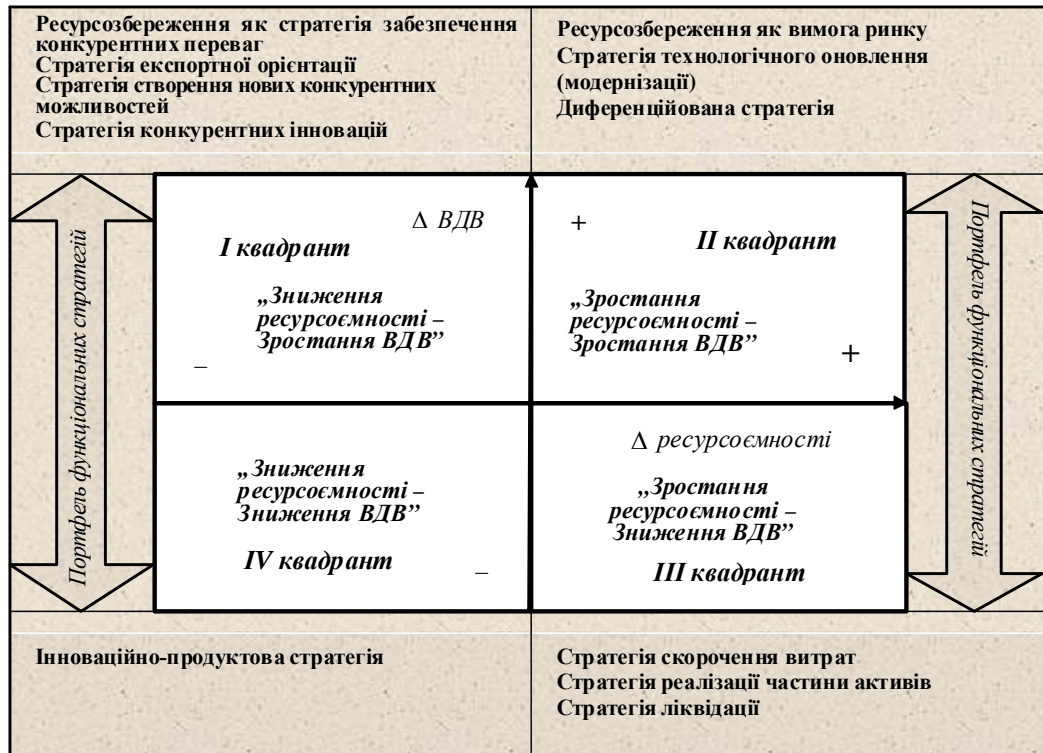 Ресурсозбереження як стратегія забезпечення
конкурентних переваг
Стратегія експортної орієнтації
Стратегія створення нових конкурентних
можливостей
Стратегія конкурентних інновацій
Ресурсозбереження як вимога ринку
Стратегія технологічного оновлення
(модернізації)
Диференційована стратегія
Портфель функціональних стратегій
Δ ВДВ
I квадрант
„Зниження
ресурсоємності –
Зростання ВДВ”
–
+
II квадрант
„Зростання
ресурсоємності –
Зростання ВДВ”
+
„Зниження
ресурсоємності –
Зниження ВДВ”
IV квадрант
–
Δ ресурсоємності
„Зростання
ресурсоємності –
Зниження ВДВ”
III квадрант
Портфель функціональних стратегій
Інноваційно-продуктова стратегія
Стратегія скорочення витрат
Стратегія реалізації частини активів
Стратегія ліквідації